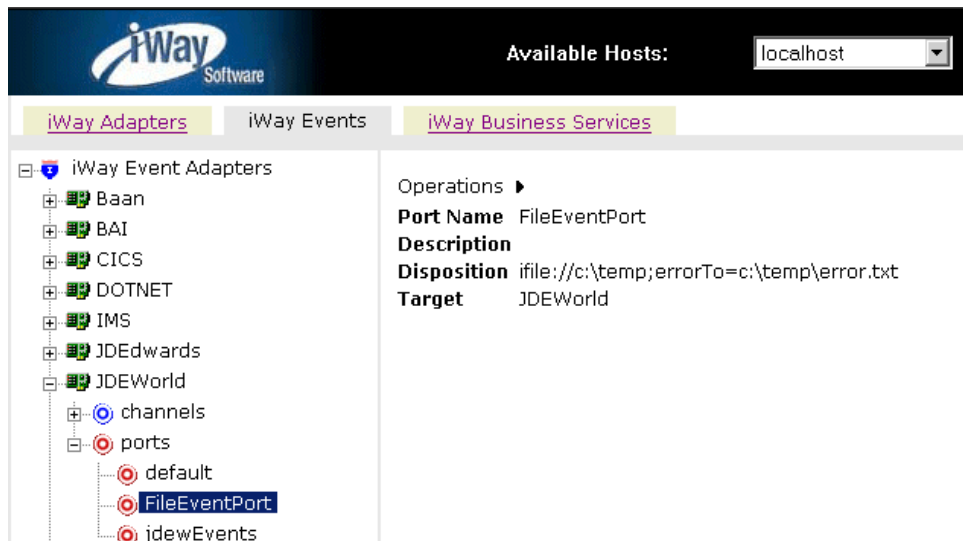 iWay
Software
Available Hosts:
localhost
iWay Adapters
iWay Events
iWay Business Services
iWay Event Adapters
Baan
BAI
CICS
DOTNET
IMS
JDEdwards
JDEWorld
channels
ports
default
FileEventPort
jdewEvents
Operations
Port Name FileEventPort
Description
Disposition ifile://c:\temp;errorTo=c:\temp\error.txt
Target JDEWorld